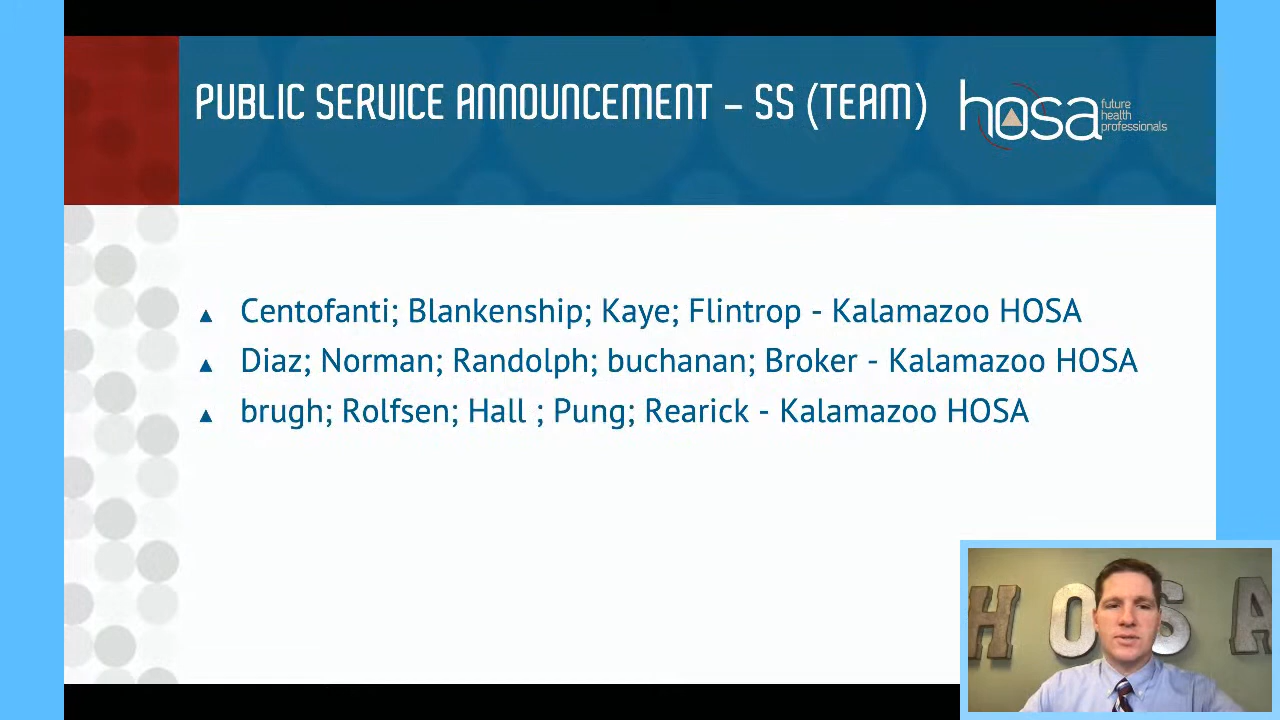 PUBLIC SERVICE ANNOUNCEMENT – SS (TEAM)
hosa
future
health
professionals
Centofanti; Blankenship; Kaye; Flintrop - Kalamazoo HOSA
Diaz; Norman; Randolph; buchanan; Broker - Kalamazoo HOSA
brugh; Rolfsen; Hall ; Pung; Rearick - Kalamazoo HOSA
HOSA